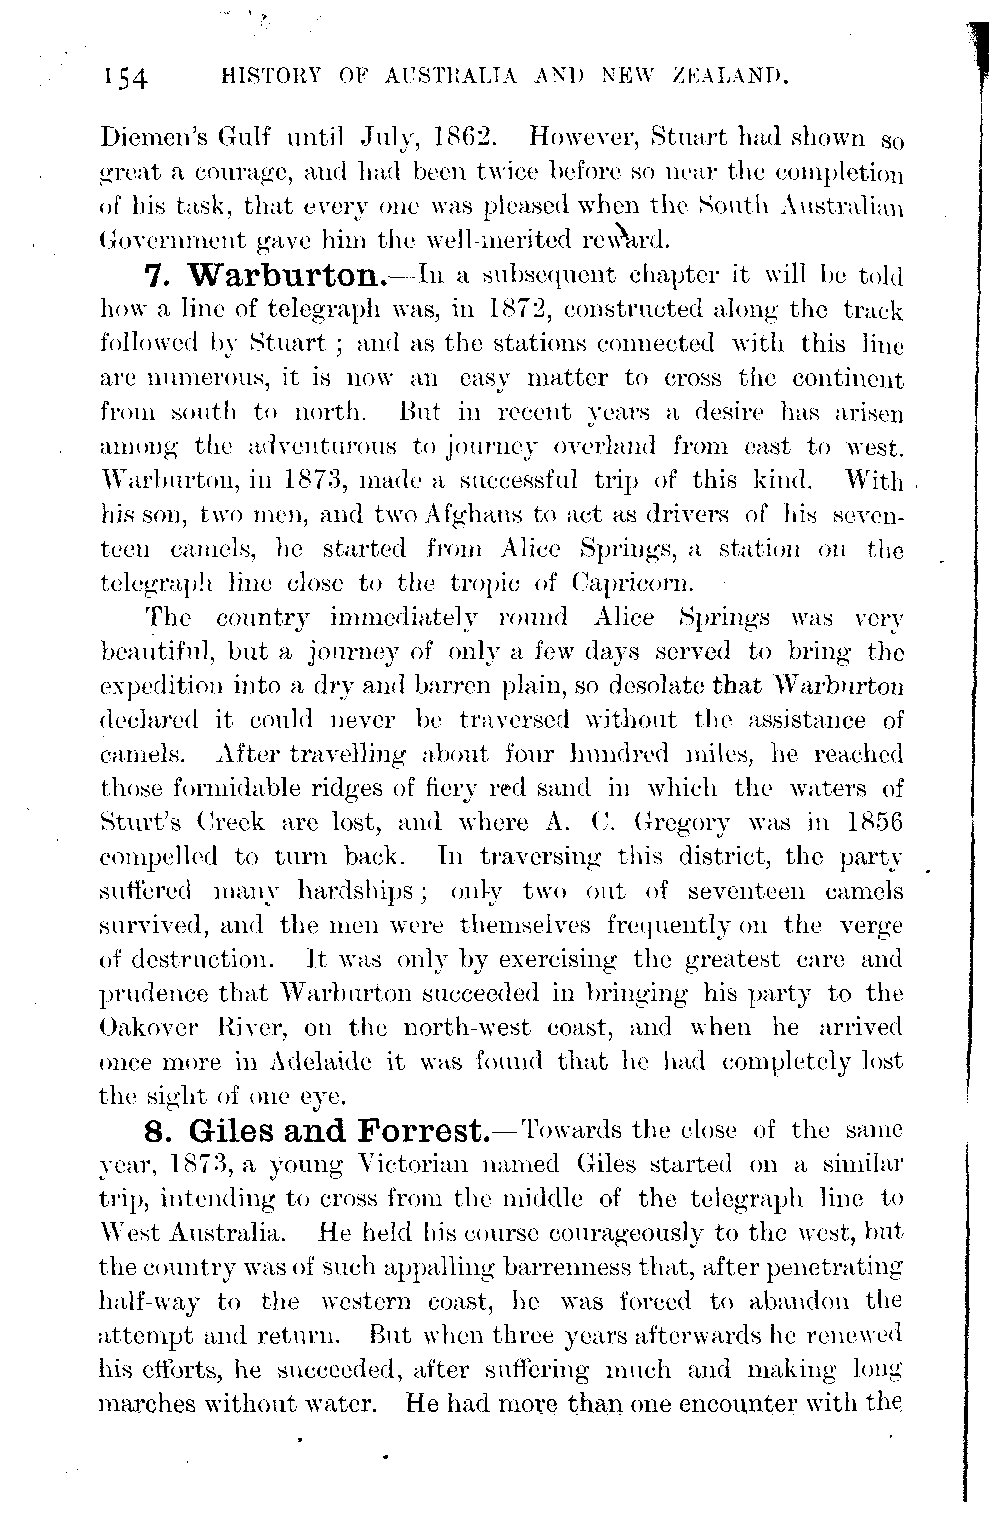 154 HISTORY OF AUSTRALIA AND NEW ZEALAND.
Diemen's Gulf until July, 1862. However, Stuart had shown so
great a courage, and had been twice before so near the completion
of his task, that every one was pleased when the South Australian
Government gave him the well-merited reward.
7. Warburton.—In a subsequent chapter it will be told
how a line of telegraph was, in 1872, constructed along the track
followed by Stuart ; and as the stations connected with this line
are numerous, it is now an easy matter to cross the continent
from south to north. But in recent years a desire has arisen
among the adventurous to journey overland from east to west.
Warburton, in 1873, made a successful trip of this kind. With
his son, two men, and two Afghans to act as drivers of his seven-
teen camels, he started from Alice Springs, a station on the
telegraph line close to the tropic of Capricorn.
The country immediately round Alice Springs was very
beautiful, but a journey of only a few days served to bring the
expedition into a dry and barren plain, so desolate that Warburton
declared it could never be traversed without the assistance of
camels. After travelling about four hundred miles, he reached
those formidable ridges of fiery red sand in which the waters of
Sturt's Creek are lost, and where A. C. Gregory was in 1856
compelled to turn back. In traversing this district, the party
suffered many hardships ; only two out of seventeen camels
survived, and the men were themselves frequently on the verge
of destruction. It was only by exercising the greatest care and
prudence that Warburton succeeded in bringing his party to the
Oakover River, on the north-west coast, and when he arrived
once more in Adelaide it was found that he had completely lost
the sight of one eye.
8. Giles and Forrest.—Towards the close of the same
year, 1873, a young Victorian named Giles started on a similar
trip, intending to cross from the middle of the telegraph line to
West Australia. He held his course courageously to the west, but
the country was of such appalling barrenness that, after penetrating
half-way to the western coast, he was forced to abandon the
attempt and return. But when three years afterwards he renewed
his efforts, he succeeded, after suffering much and making long
marches without water. He had more than one encounter with the